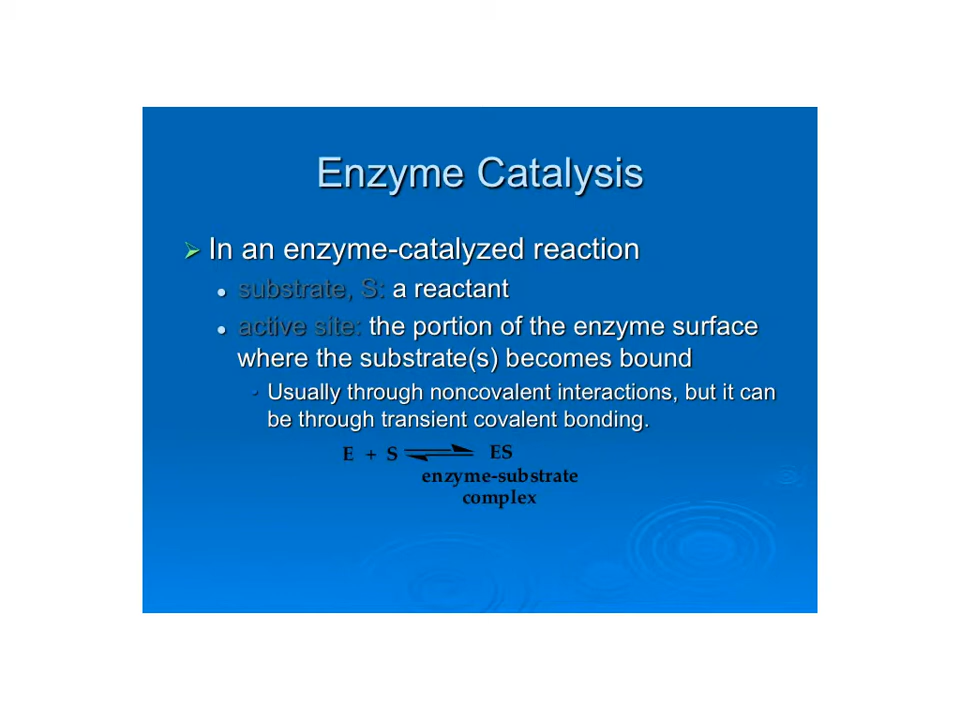 Enzyme Catalysis
In an enzyme-catalyzed reaction
substrate, S: a reactant
active site: the portion of the enzyme surface
where the substrate(s) becomes bound
Usually through noncovalent interactions, but it can
be through transient covalent bonding.
E + S ⇌ ES
enzyme-substrate
complex